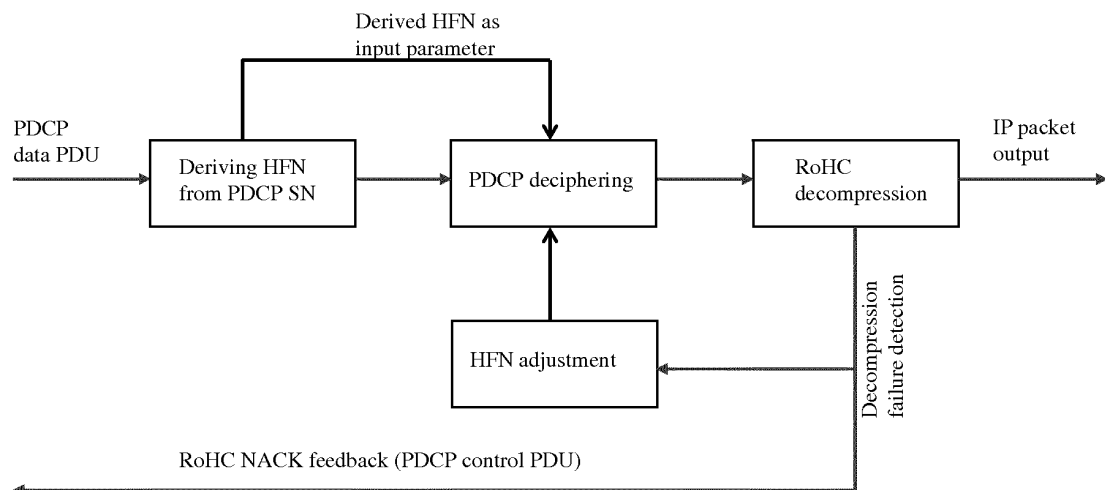 Derived HFN as
input parameter
PDCP
data PDU
Deriving HFN
from PDCP SN
PDCP deciphering
RoHC
decompression
IP packet
output
HFN adjustment
Decompression
failure detection
RoHC NACK feedback (PDCP control PDU)